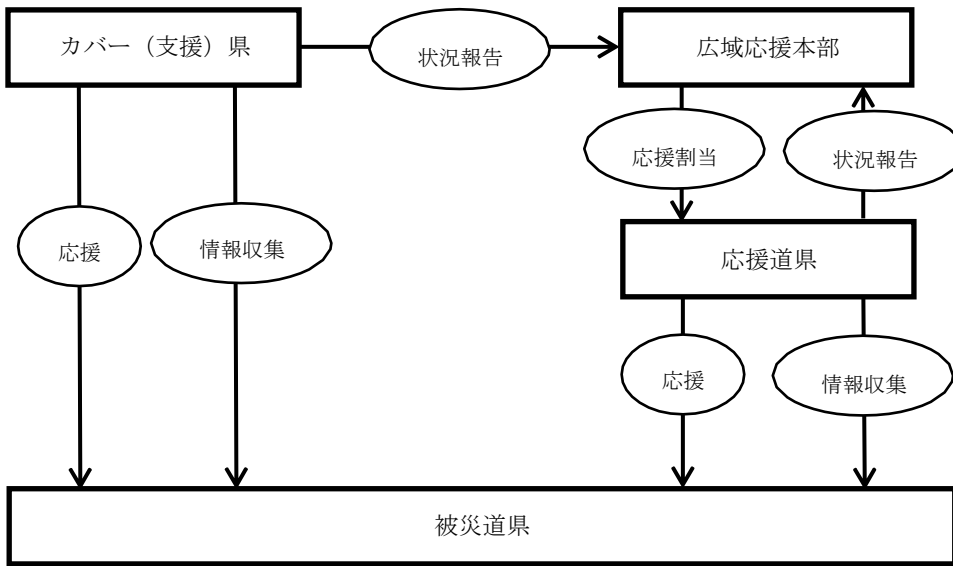 カバー（支援）県
状況報告
広域応援本部
応援割当
状況報告
応援
情報収集
応援道県
応援
情報収集
被災道県